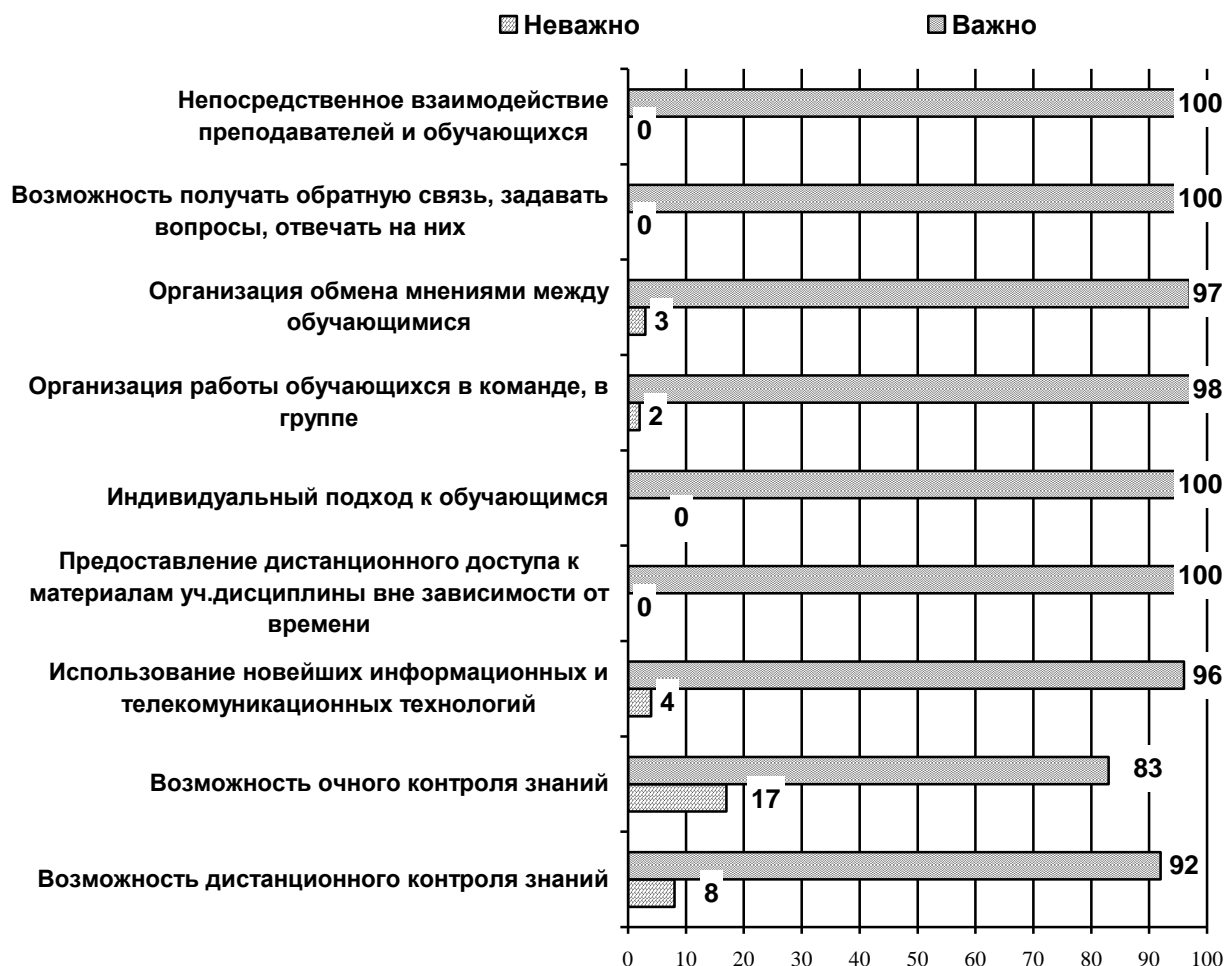 Неважно Важно
Непосредственное взаимодействие
преподавателей и обучающихся
100
0
Возможность получать обратную связь, задавать
вопросы, отвечать на них
100
0
Организация обмена мнениями между
обучающимися
97
3
Организация работы обучающихся в команде, в
группе
98
2
Индивидуальный подход к обучающимся
100
0
Предоставление дистанционного доступа к
материалам уч.дисциплины вне зависимости от
времени
100
0
Использование новейших информационных и
телекомуникационных технологий
96
4
Возможность очного контроля знаний
83
17
Возможность дистанционного контроля знаний
92
8
0 10 20 30 40 50 60 70 80 90 100